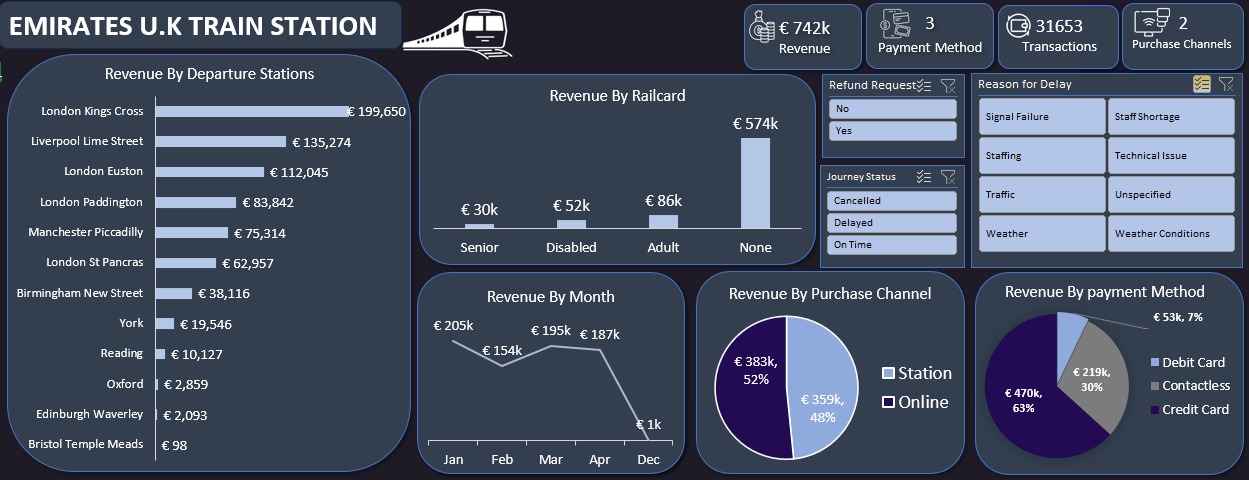 EMIRATES U.K TRAIN STATION
€ 742k
Revenue
3
Payment Method
31653
Transactions
2
Purchase Channels
Revenue By Departure Stations
London Kings Cross € 199,650
Liverpool Lime Street € 135,274
London Euston € 112,045
London Paddington € 83,842
Manchester Piccadilly € 75,314
London St Pancras € 62,957
Birmingham New Street € 38,116
York € 19,546
Reading € 10,127
Oxford € 2,859
Edinburgh Waverley € 2,093
Bristol Temple Meads € 98
Revenue By Railcard
€ 30k € 52k € 86k € 574k
Senior Disabled Adult None
Refund Request
No
Yes
Journey Status
Cancelled
Delayed
On Time
Reason for Delay
Signal Failure Staff Shortage
Staffing Technical Issue
Traffic Unspecified
Weather Weather Conditions
Revenue By Month
€ 205k € 154k € 195k € 187k € 1k
Jan Feb Mar Apr Dec
Revenue By Purchase Channel
€ 383k,
52%
€ 359k,
48%
Station
Online
Revenue By payment Method
€ 53k, 7%
€ 219k,
30%
€ 470k,
63%
Debit Card
Contactless
Credit Card